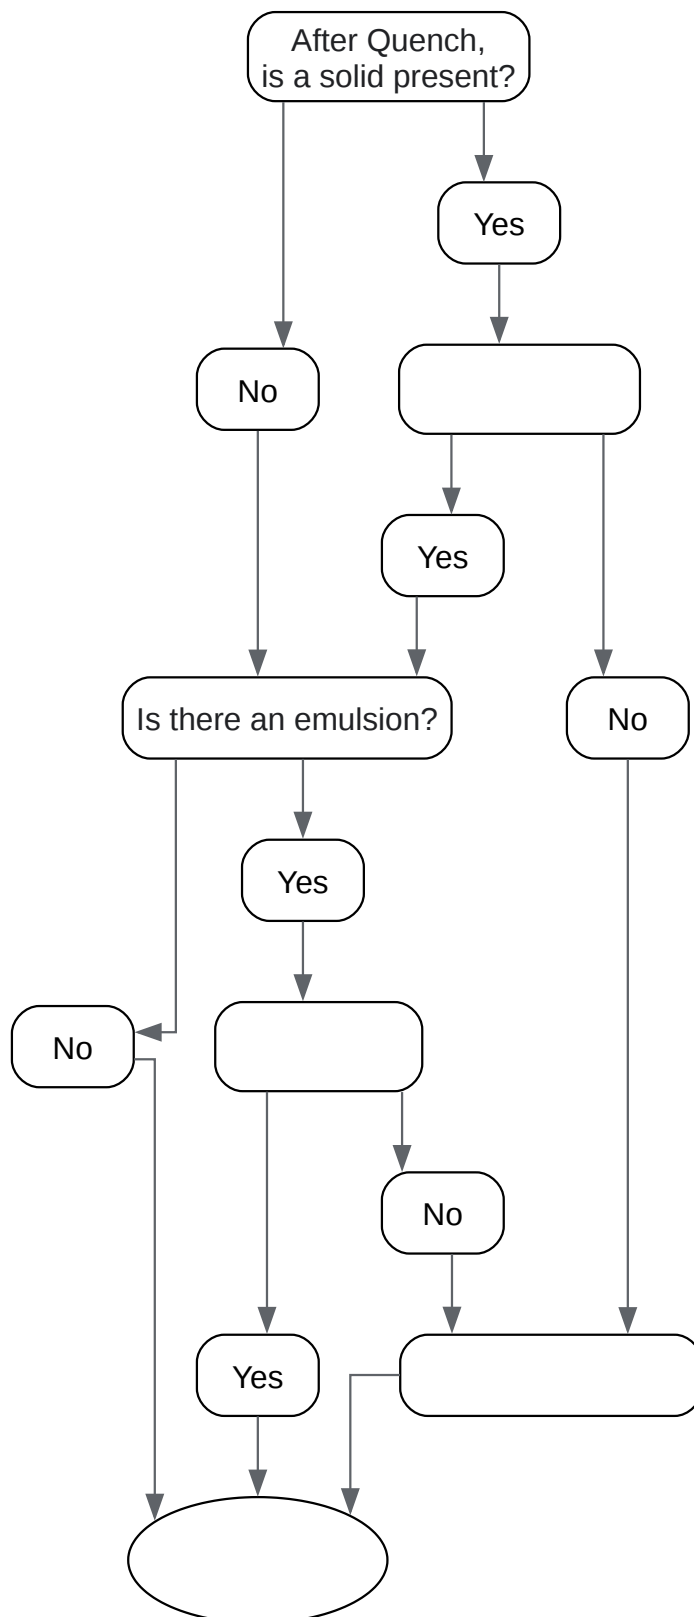 After Quench,
is a solid present?
Yes
No
Yes
Is there an emulsion?
No
Yes
No
No
Yes